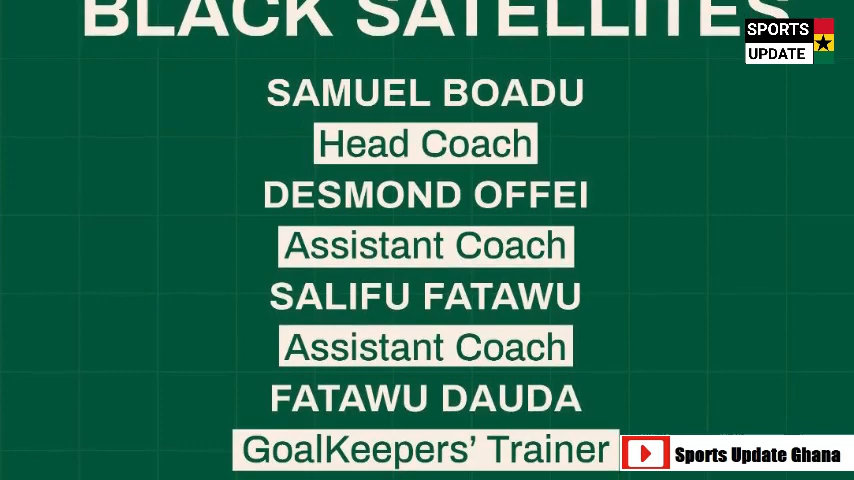 BLACK SATELLITES
SPORTS
UPDATE
SAMUEL BOADU
Head Coach
DESMOND OFFEI
Assistant Coach
SALIFU FATAWU
Assistant Coach
FATAWU DAUDA
GoalKeepers’ Trainer
Sports Update Ghana